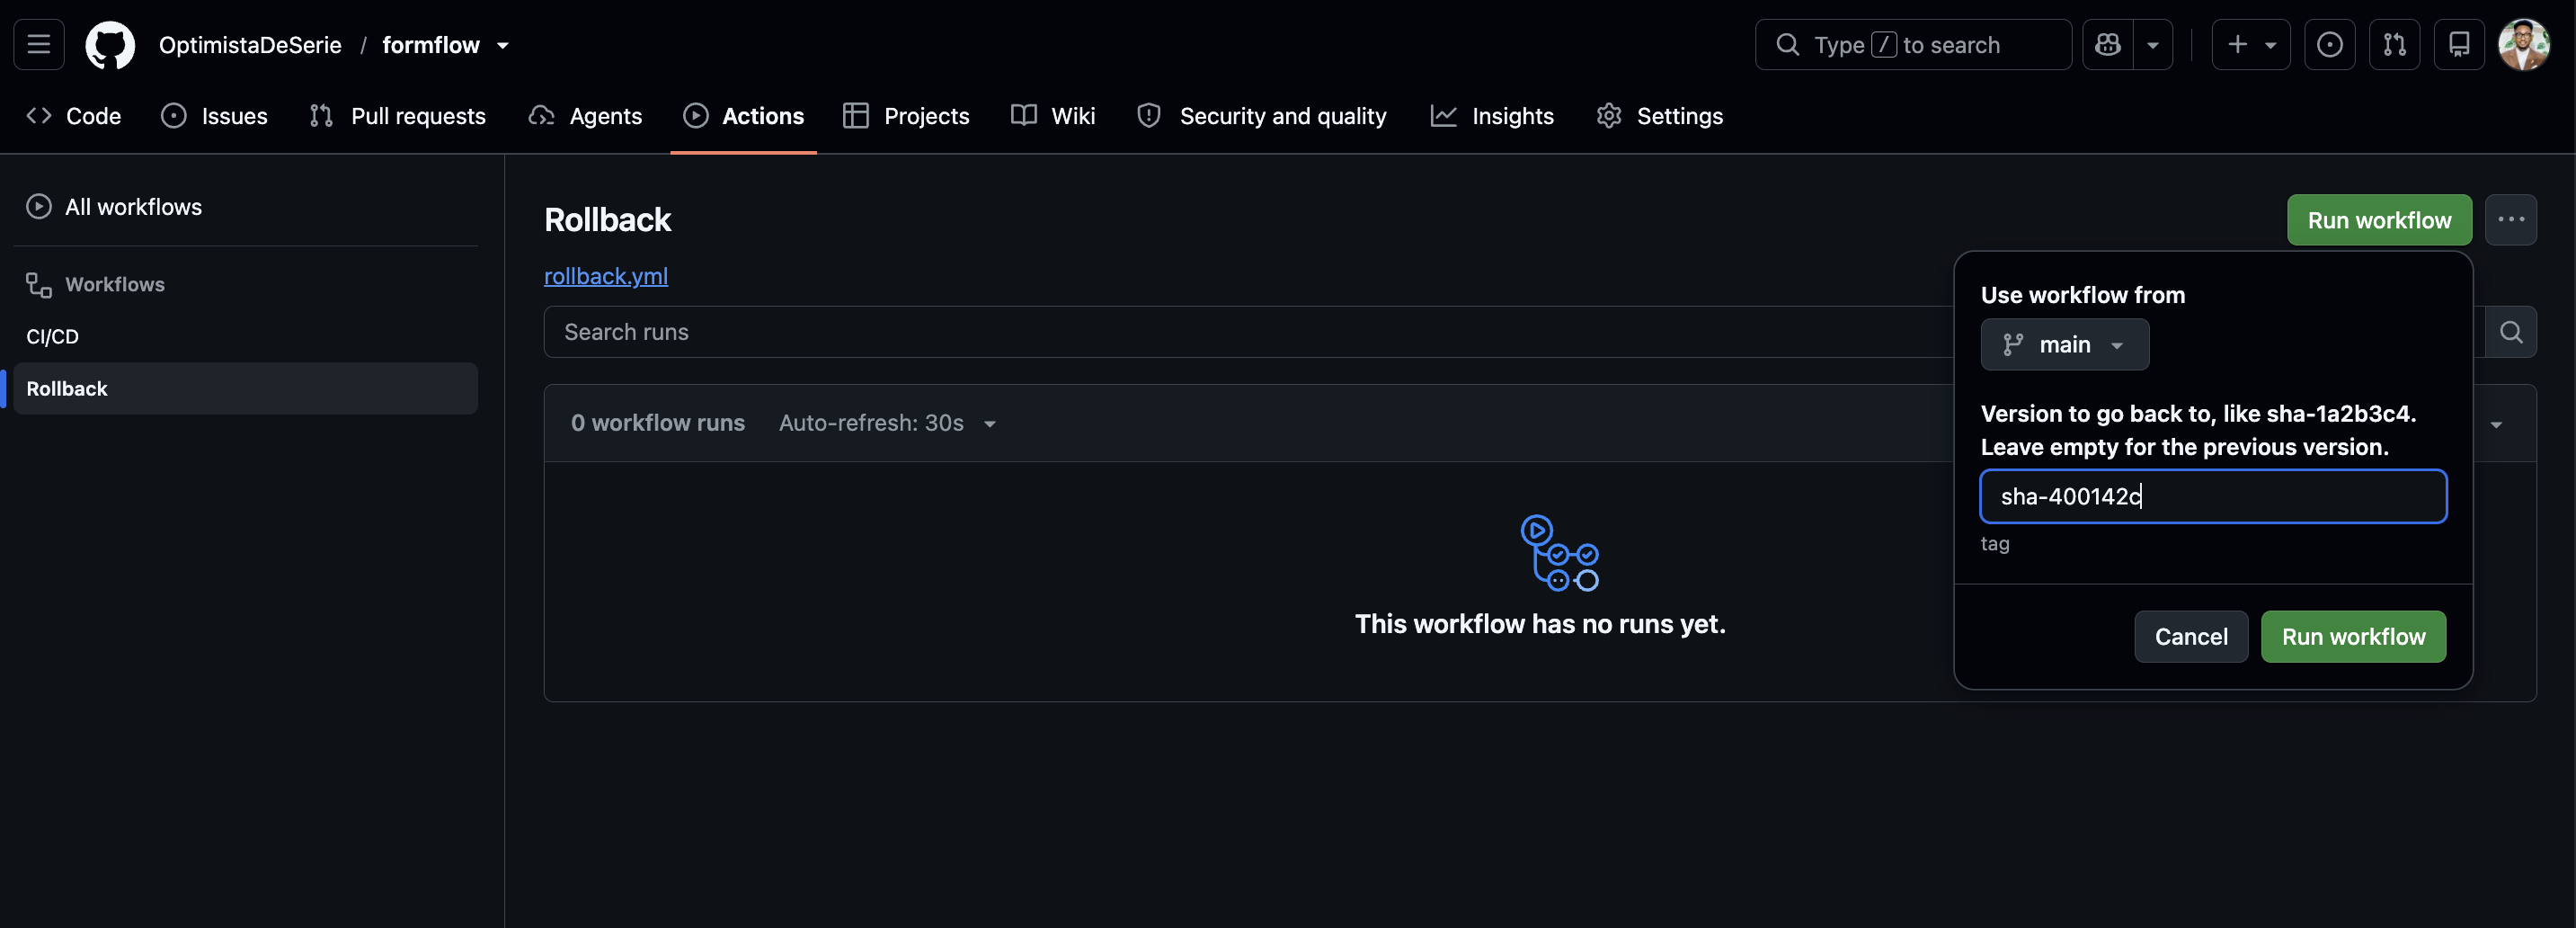 OptimistaDeSerie / formflow
Type / to search
Code
Issues
Pull requests
Agents
Actions
Projects
Wiki
Security and quality
Insights
Settings
All workflows
Workflows
CI/CD
Rollback
Rollback
rollback.yml
Search runs
0 workflow runs
Auto-refresh: 30s
This workflow has no runs yet.
Run workflow
Use workflow from
main
Version to go back to, like sha-1a2b3c4.
Leave empty for the previous version.
sha-400142c
tag
Cancel
Run workflow